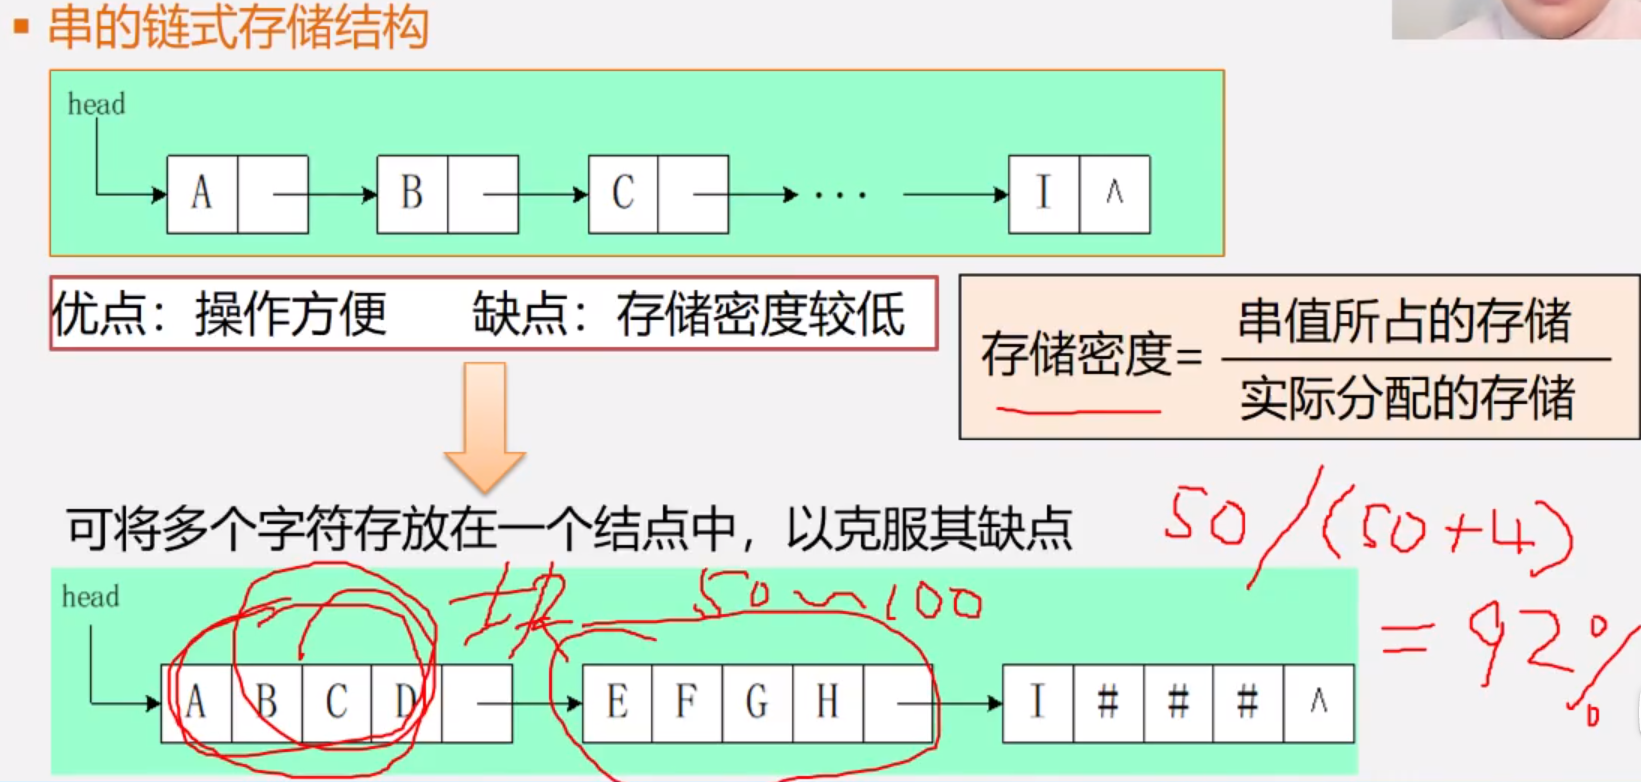 串的链式存储结构
head
A B C ··· I ∧
优点：操作方便 缺点：存储密度较低
存储密度= 串值所占的存储
实际分配的存储
可将多个字符存放在一个结点中，以克服其缺点
50/(50+4)
=92%
块 50~100
head
A B C D E F G H I # # # ∧